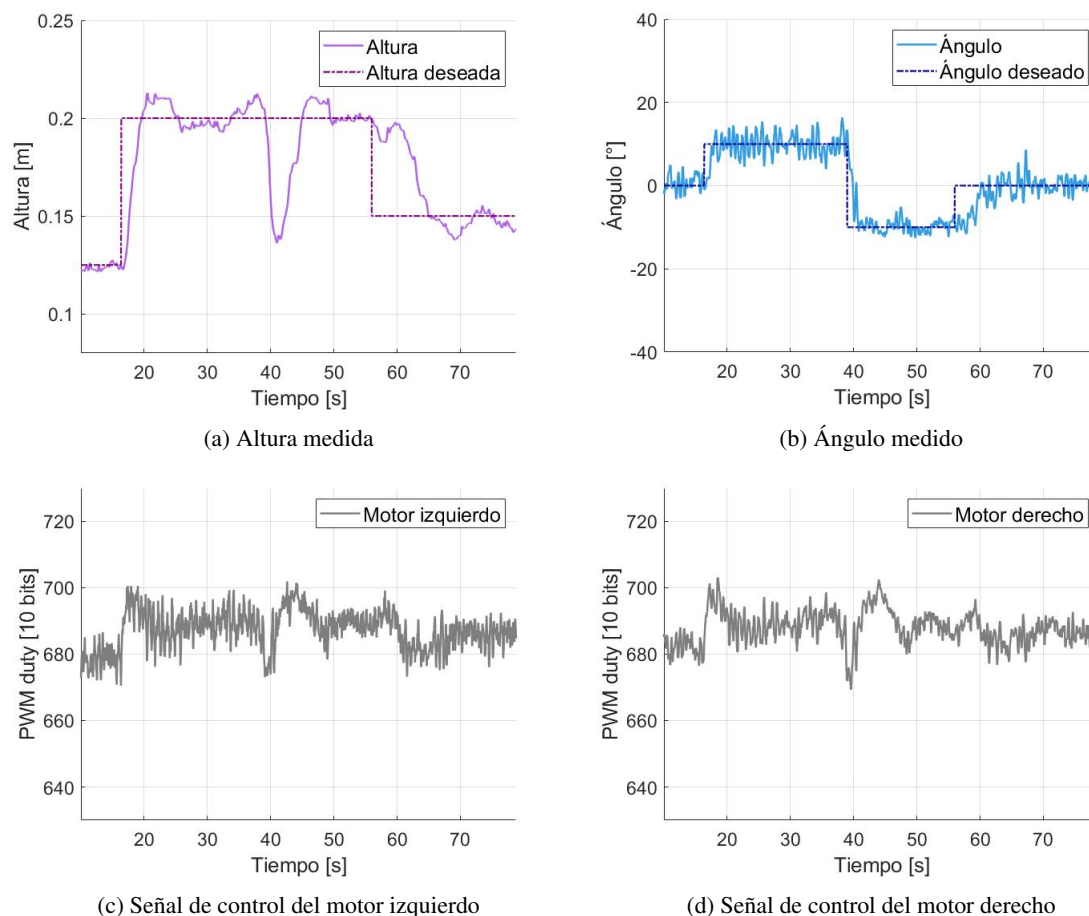 0.25
0.2
0.15
0.1
Altura [m]
Altura
Altura deseada
20 30 40 50 60 70
Tiempo [s]
(a) Altura medida
40
20
0
-20
-40
Ángulo [°]
Ángulo
Ángulo deseado
20 30 40 50 60 70
Tiempo [s]
(b) Ángulo medido
720
700
680
660
640
PWM duty [10 bits]
Motor izquierdo
20 30 40 50 60 70
Tiempo [s]
(c) Señal de control del motor izquierdo
720
700
680
660
640
PWM duty [10 bits]
Motor derecho
20 30 40 50 60 70
Tiempo [s]
(d) Señal de control del motor derecho